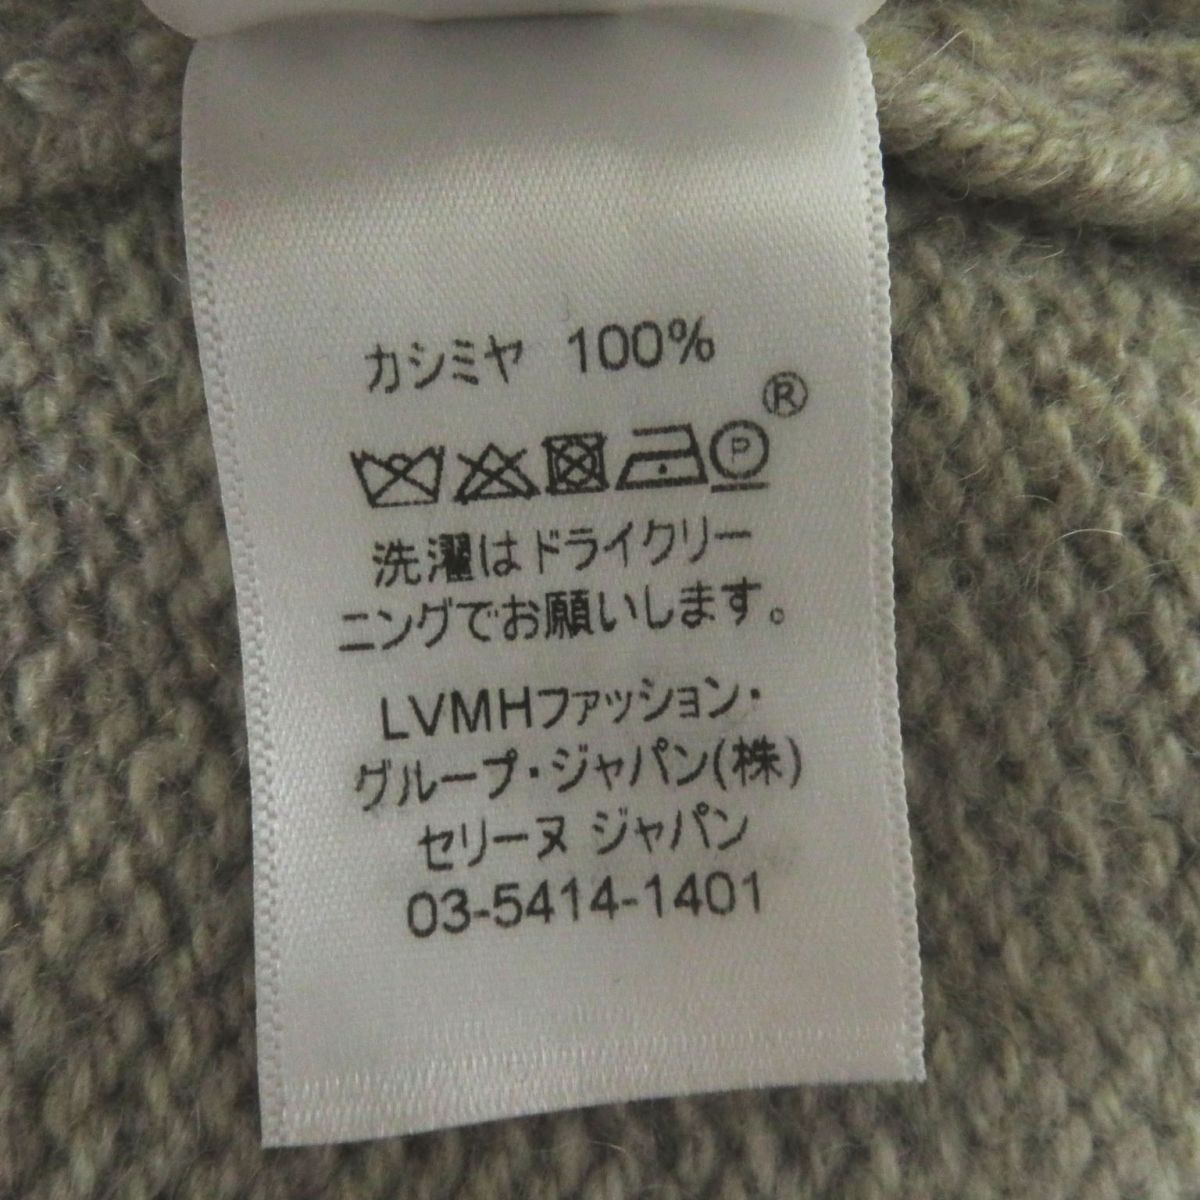 カシミヤ 100%
®
P
洗濯はドライクリー
ニングでお願いします。
LVMHファッション・
グループ・ジャパン(株)
セリーヌ ジャパン
03-5414-1401